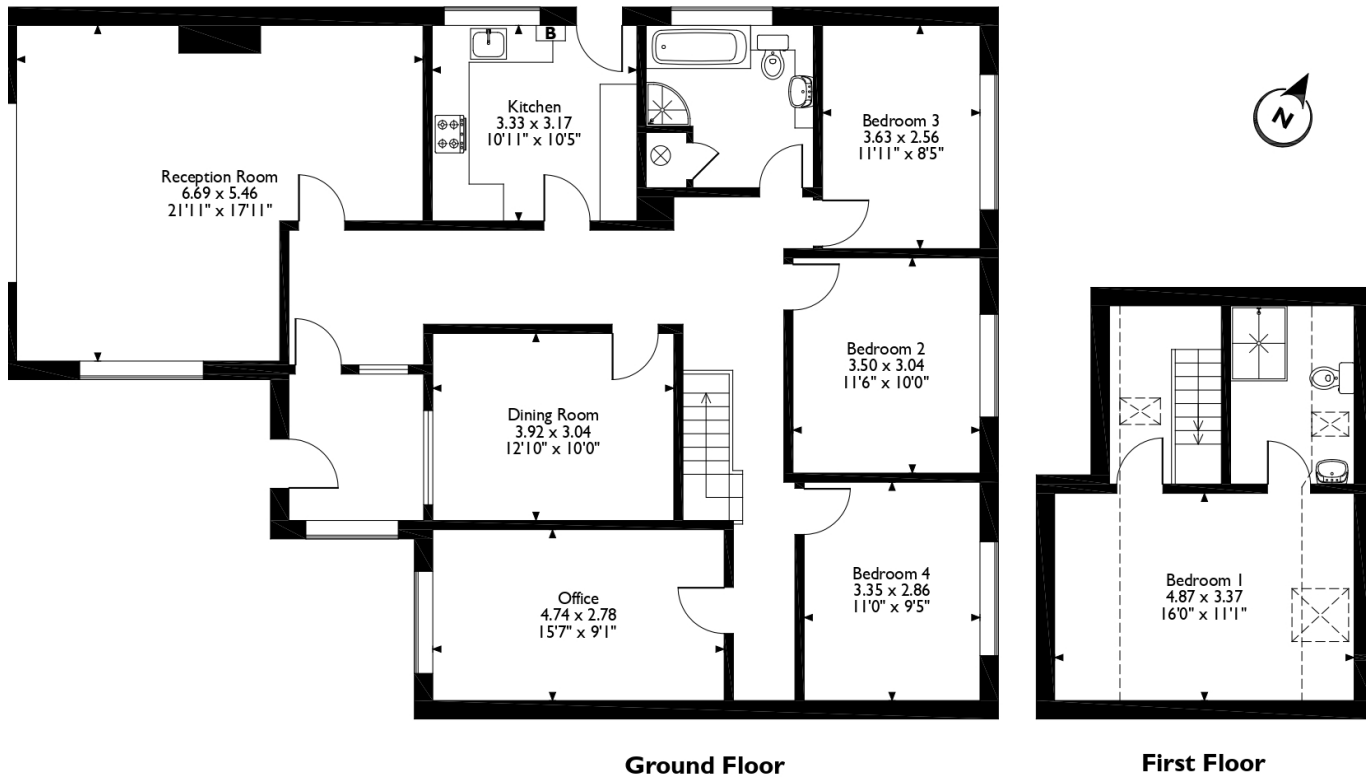 B
Kitchen
3.33 x 3.17
10'11" x 10'5"
Bedroom 3
3.63 x 2.56
11'11" x 8'5"
N
Reception Room
6.69 x 5.46
21'11" x 17'11"
Bedroom 2
3.50 x 3.04
11'6" x 10'0"
Dining Room
3.92 x 3.04
12'10" x 10'0"
Bedroom 4
3.35 x 2.86
11'0" x 9'5"
Office
4.74 x 2.78
15'7" x 9'1"
Bedroom 1
4.87 x 3.37
16'0" x 11'1"
Ground Floor
First Floor